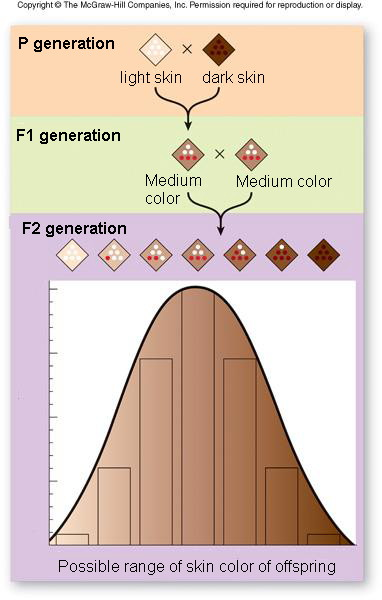 Copyright © The McGraw-Hill Companies, Inc. Permission required for reproduction or display.
P generation
×
light skin dark skin
F1 generation
×
Medium
color
Medium color
F2 generation
Possible range of skin color of offspring